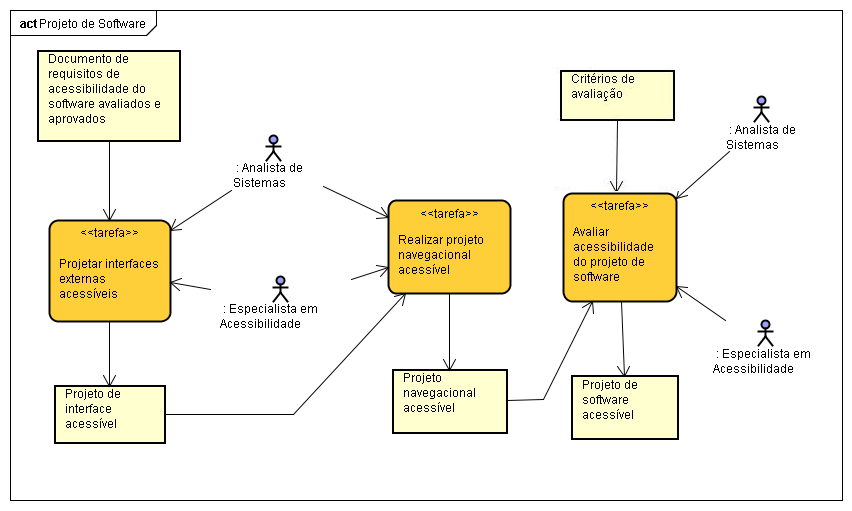 act Projeto de Software
Documento de
requisitos de
acessibilidade do
software avaliados e
aprovados
: Analista de
Sistemas
<<tarefa>>
Projetar interfaces
externas
acessíveis
: Especialista em
Acessibilidade
Projeto de
interface
acessível
<<tarefa>>
Realizar projeto
navegacional
acessível
Projeto
navegacional
acessível
Critérios de
avaliação
: Analista de
Sistemas
<<tarefa>>
Avaliar
acessibilidade
do projeto de
software
: Especialista em
Acessibilidade
Projeto de
software
acessível